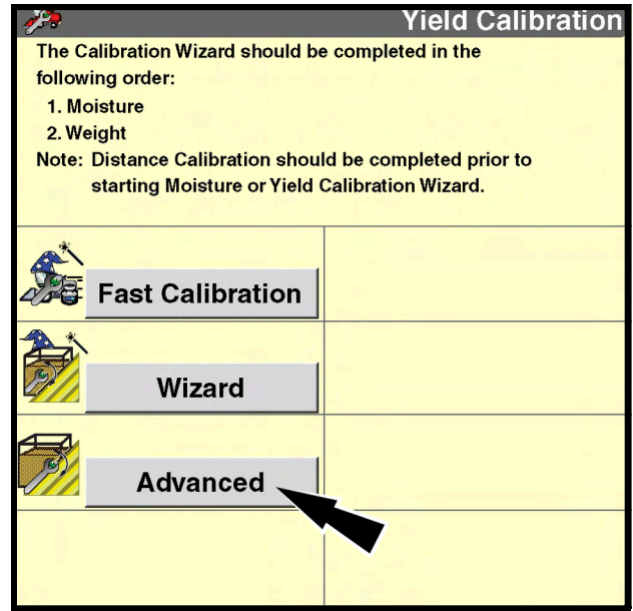 Yield Calibration
The Calibration Wizard should be completed in the
following order:
1. Moisture
2. Weight
Note: Distance Calibration should be completed prior to
starting Moisture or Yield Calibration Wizard.
Fast Calibration
Wizard
Advanced